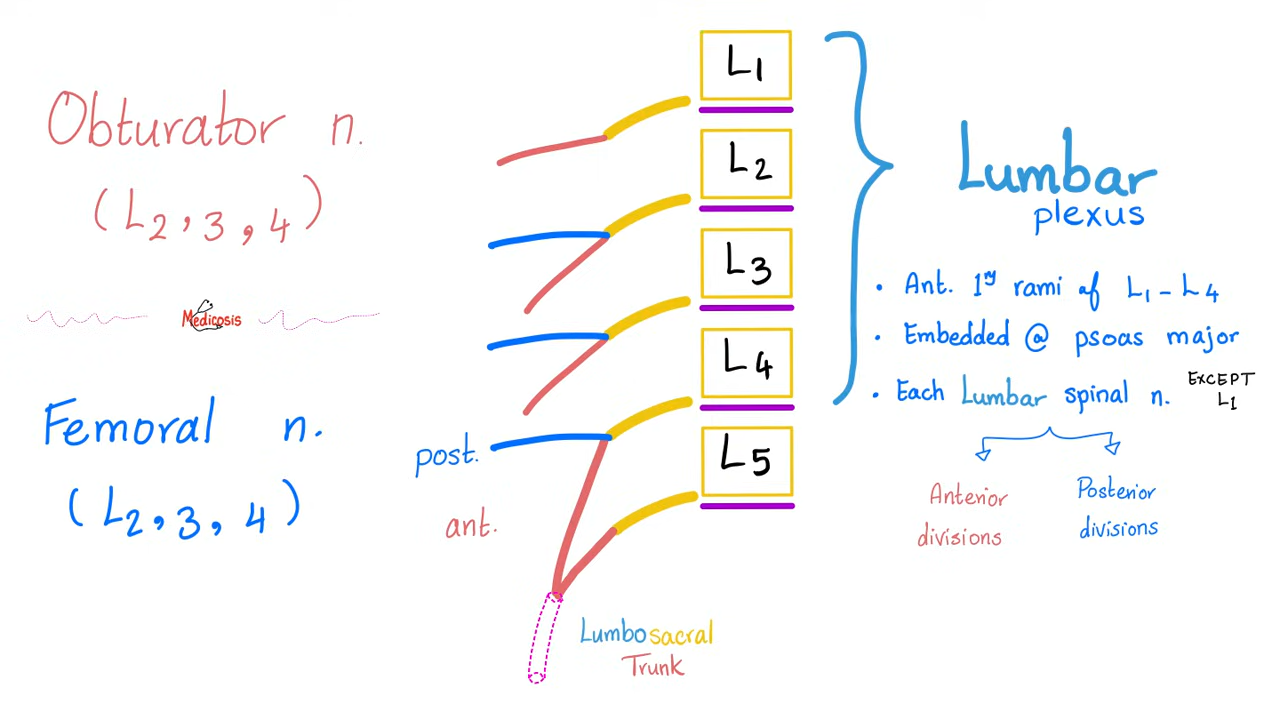 Obturator n.
(L2, 3, 4)
Medicosis
Femoral n.
(L2, 3, 4)
post.
ant.
L1
L2
L3
L4
L5
Lumbosacral
Trunk
Lumbar
plexus
• Ant. 1ry rami of L1 - L4
• Embedded @ psoas major
• Each Lumbar spinal n. EXCEPT
L1
Anterior
divisions
Posterior
divisions